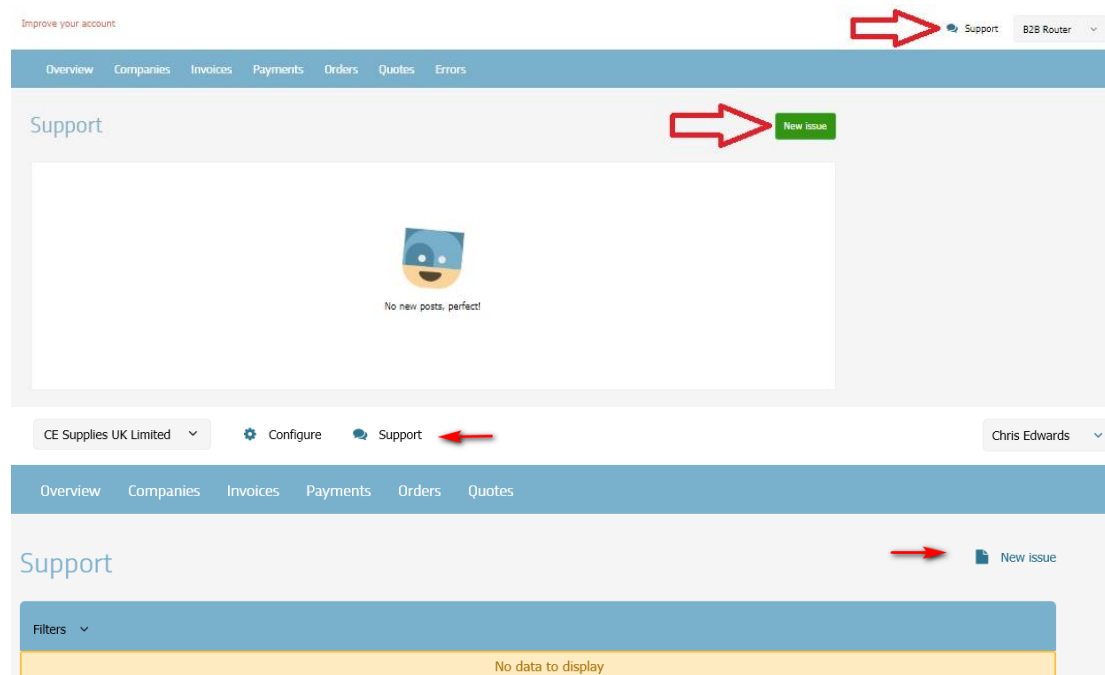 Improve your account
Support B2B Router
Overview Companies Invoices Payments Orders Quotes Errors
Support
New issue
No new posts, perfect!
CE Supplies UK Limited Configure Support Chris Edwards
Overview Companies Invoices Payments Orders Quotes
Support
New issue
Filters
No data to display